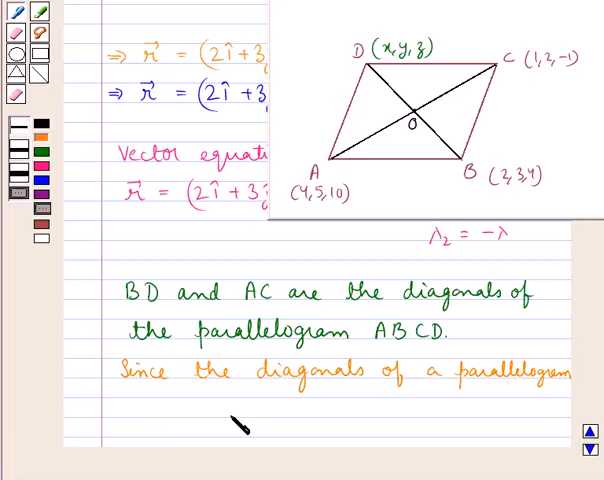 ⇒ r⃗ = (2î + 3
⇒ r⃗ = (2î + 3
Vector equati
r⃗ = (2î + 3
D (x, y, z)
C (1, 2, -1)
O
A
(4, 5, 10)
B (2, 3, 4)
λ₂ = -λ
BD and AC are the diagonals of
the parallelogram ABCD.
Since the diagonals of a parallelogram